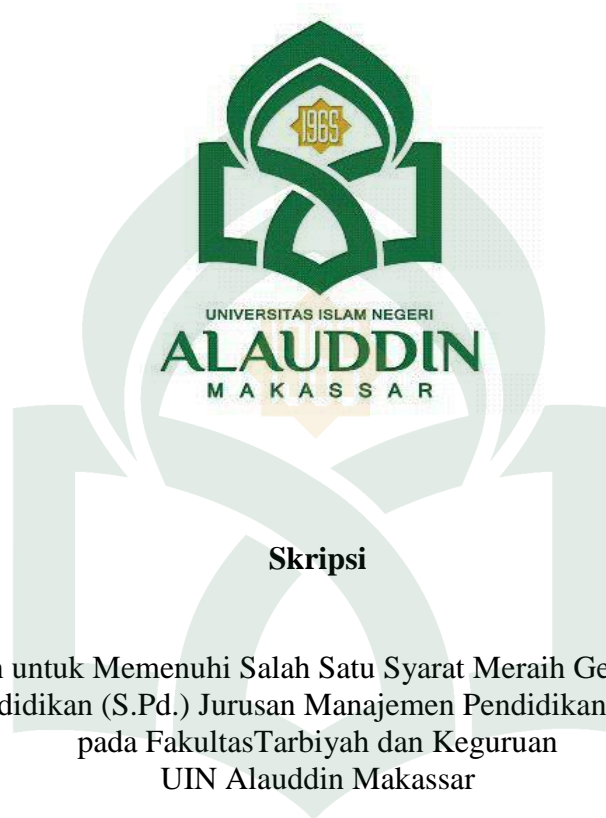 1965
UNIVERSITAS ISLAM NEGERI
ALAUDDIN
MAKASSAR
Skripsi
untuk Memenuhi Salah Satu Syarat Meraih Ge
didikan (S.Pd.) Jurusan Manajemen Pendidikan
pada FakultasTarbiyah dan Keguruan
UIN Alauddin Makassar